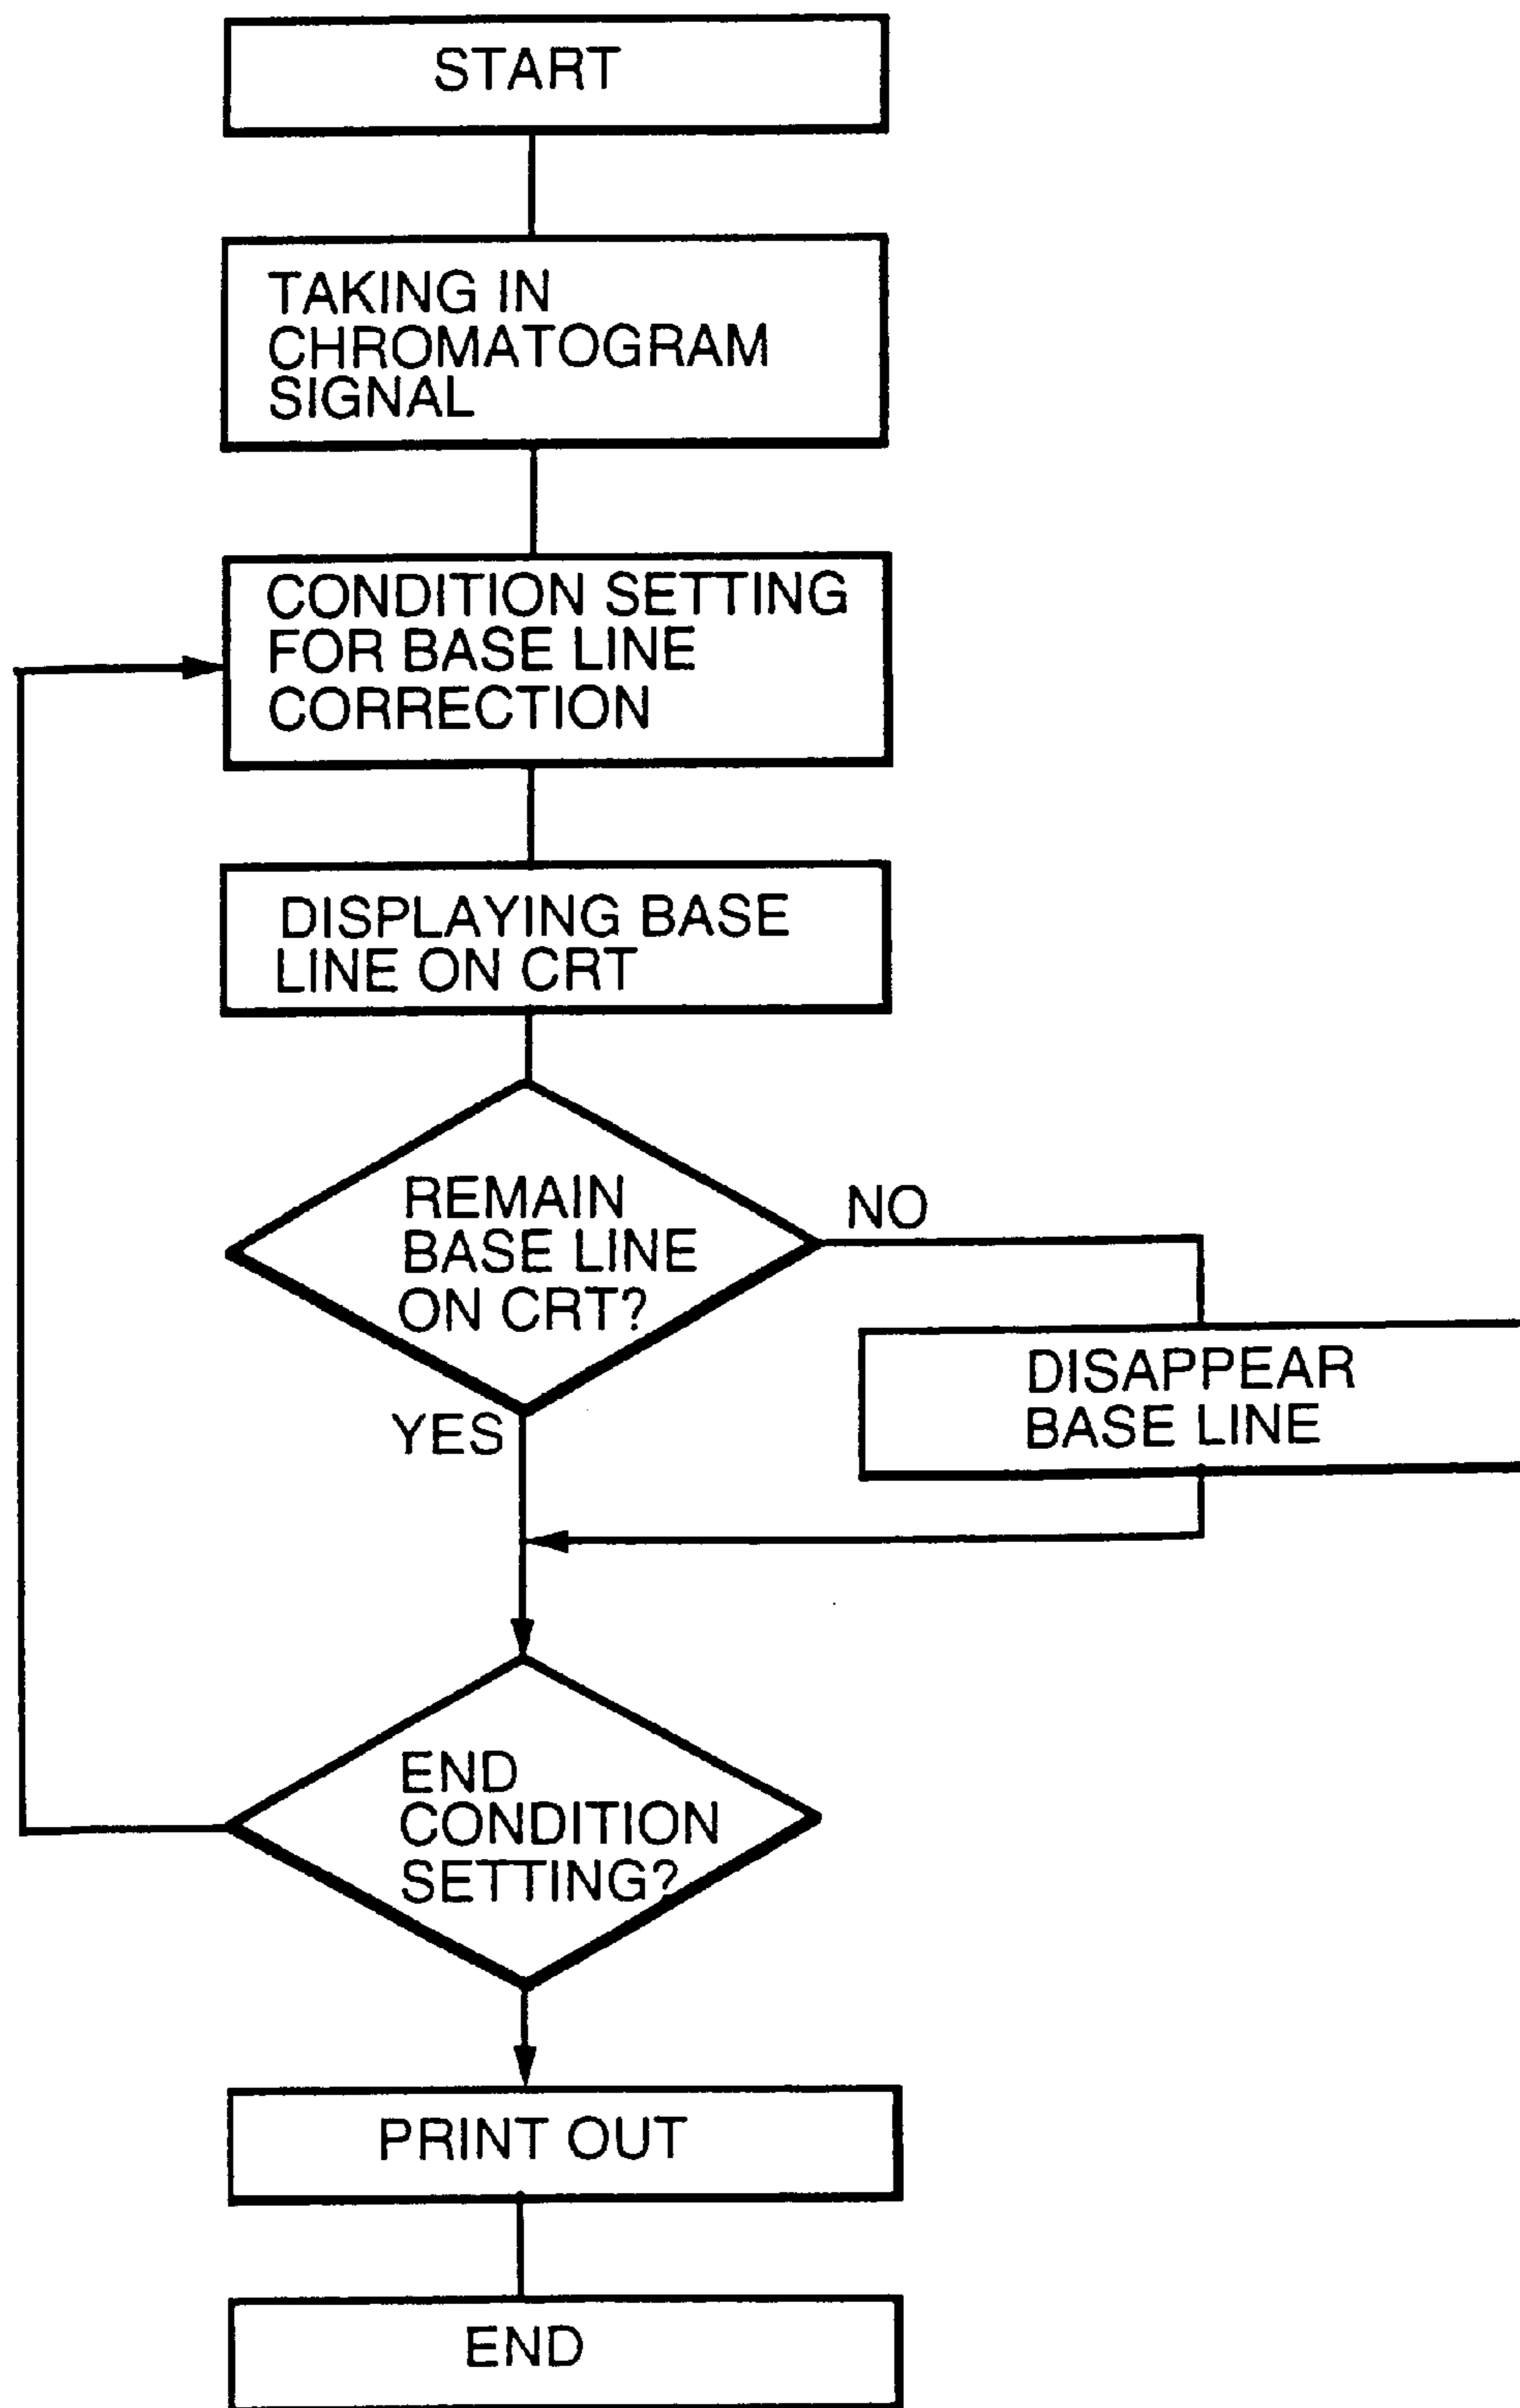 START
TAKING IN
CHROMATOGRAM
SIGNAL
CONDITION SETTING
FOR BASE LINE
CORRECTION
DISPLAYING BASE
LINE ON CRT
REMAIN
BASE LINE
ON CRT?
NO
DISAPPEAR
BASE LINE
YES
END
CONDITION
SETTING?
PRINT OUT
END